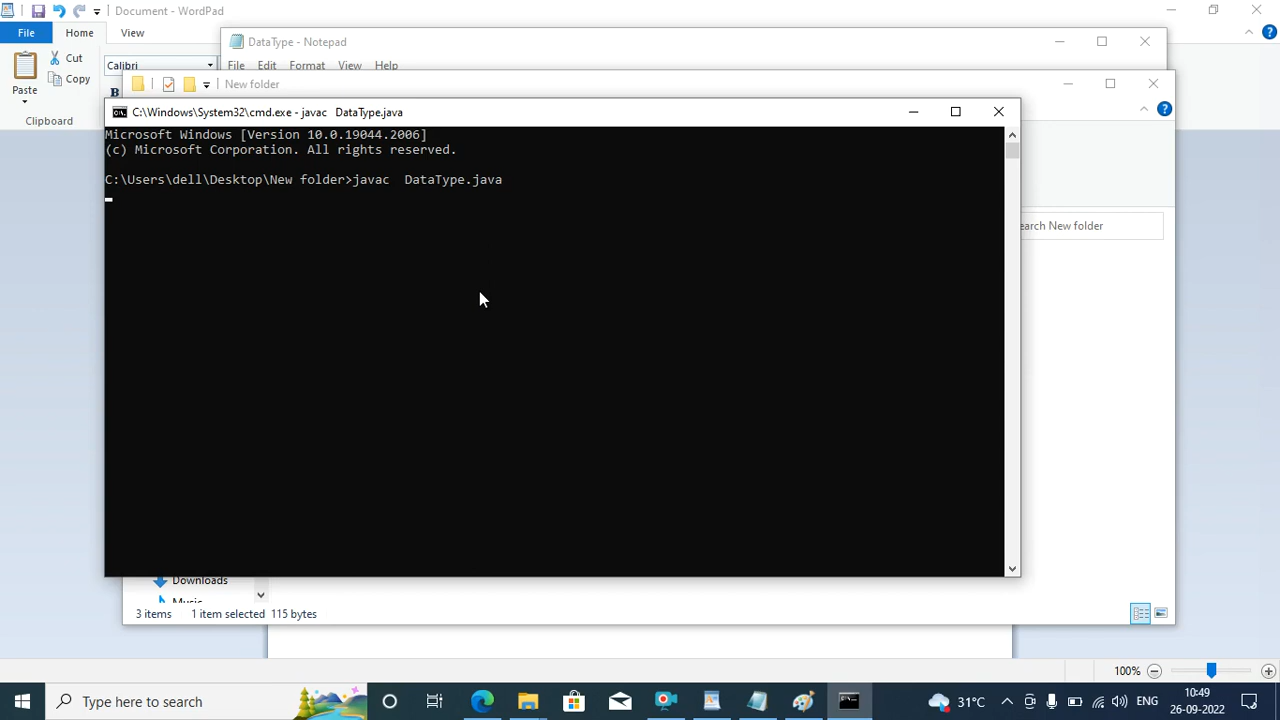 Document - WordPad
File Home View
Cut
Copy
Paste
Clipboard
Calibri
B
DataType - Notepad
File Edit Format View Help
New folder
C:\Windows\System32\cmd.exe - javac  DataType.java
Microsoft Windows [Version 10.0.19044.2006]
(c) Microsoft Corporation. All rights reserved.
C:\Users\dell\Desktop\New folder>javac  DataType.java
earch New folder
Downloads
Music
3 items 1 item selected 115 bytes
100%
Type here to search
31°C
ENG
10:49
26-09-2022